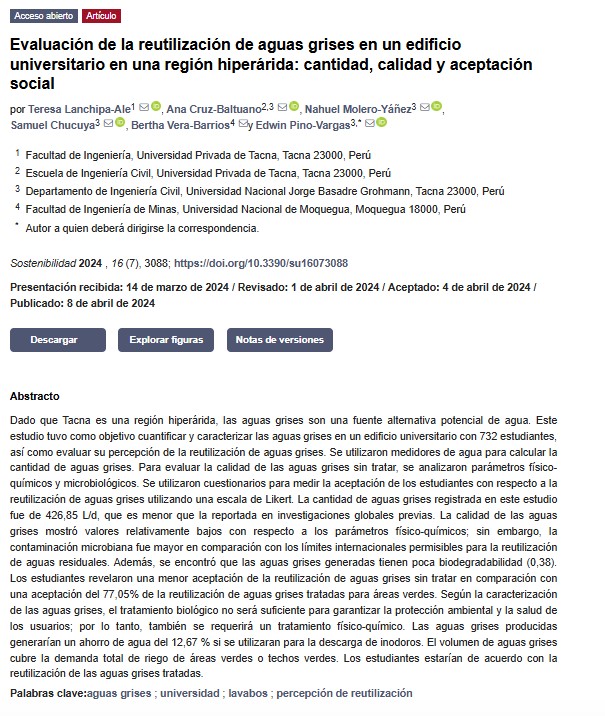 Acceso abierto Artículo
Evaluación de la reutilización de aguas grises en un edificio
universitario en una región hiperárida: cantidad, calidad y aceptación
social
por Teresa Lanchipa-Ale 1 , Ana Cruz-Baltuano 2,3 , Nahuel Molero-Yáñez 3 ,
Samuel Chucuya 3 , Bertha Vera-Barrios 4 y Edwin Pino-Vargas 3,*
1 Facultad de Ingeniería, Universidad Privada de Tacna, Tacna 23000, Perú
2 Escuela de Ingeniería Civil, Universidad Privada de Tacna, Tacna 23000, Perú
3 Departamento de Ingeniería Civil, Universidad Nacional Jorge Basadre Grohmann, Tacna 23000, Perú
4 Facultad de Ingeniería de Minas, Universidad Nacional de Moquegua, Moquegua 18000, Perú
* Autor a quien deberá dirigirse la correspondencia.
Sostenibilidad 2024 , 16 (7), 3088; https://doi.org/10.3390/su16073088
Presentación recibida: 14 de marzo de 2024 / Revisado: 1 de abril de 2024 / Aceptado: 4 de abril de 2024 /
Publicado: 8 de abril de 2024
Descargar Explorar figuras Notas de versiones
Abstracto
Dado que Tacna es una región hiperárida, las aguas grises son una fuente alternativa potencial de agua. Este
estudio tuvo como objetivo cuantificar y caracterizar las aguas grises en un edificio universitario con 732 estudiantes,
así como evaluar su percepción de la reutilización de aguas grises. Se utilizaron medidores de agua para calcular la
cantidad de aguas grises. Para evaluar la calidad de las aguas grises sin tratar, se analizaron parámetros físico-
químicos y microbiológicos. Se utilizaron cuestionarios para medir la aceptación de los estudiantes con respecto a la
reutilización de aguas grises utilizando una escala de Likert. La cantidad de aguas grises registrada en este estudio
fue de 426,85 L/d, que es menor que la reportada en investigaciones globales previas. La calidad de las aguas
grises mostró valores relativamente bajos con respecto a los parámetros físico-químicos; sin embargo, la
contaminación microbiana fue mayor en comparación con los límites internacionales permisibles para la reutilización
de aguas residuales. Además, se encontró que las aguas grises generadas tienen poca biodegradabilidad (0,38).
Los estudiantes revelaron una menor aceptación de la reutilización de aguas grises sin tratar en comparación con
una aceptación del 77,05% de la reutilización de aguas grises tratadas para áreas verdes. Según la caracterización
de las aguas grises, el tratamiento biológico no será suficiente para garantizar la protección ambiental y la salud de
los usuarios; por lo tanto, también se requerirá un tratamiento físico-químico. Las aguas grises producidas
generarían un ahorro de agua del 12,67 % si se utilizaran para la descarga de inodoros. El volumen de aguas grises
cubre la demanda total de riego de áreas verdes o techos verdes. Los estudiantes estarían de acuerdo con la
reutilización de las aguas grises tratadas.
Palabras clave:aguas grises ; universidad ; lavabos ; percepción de reutilización